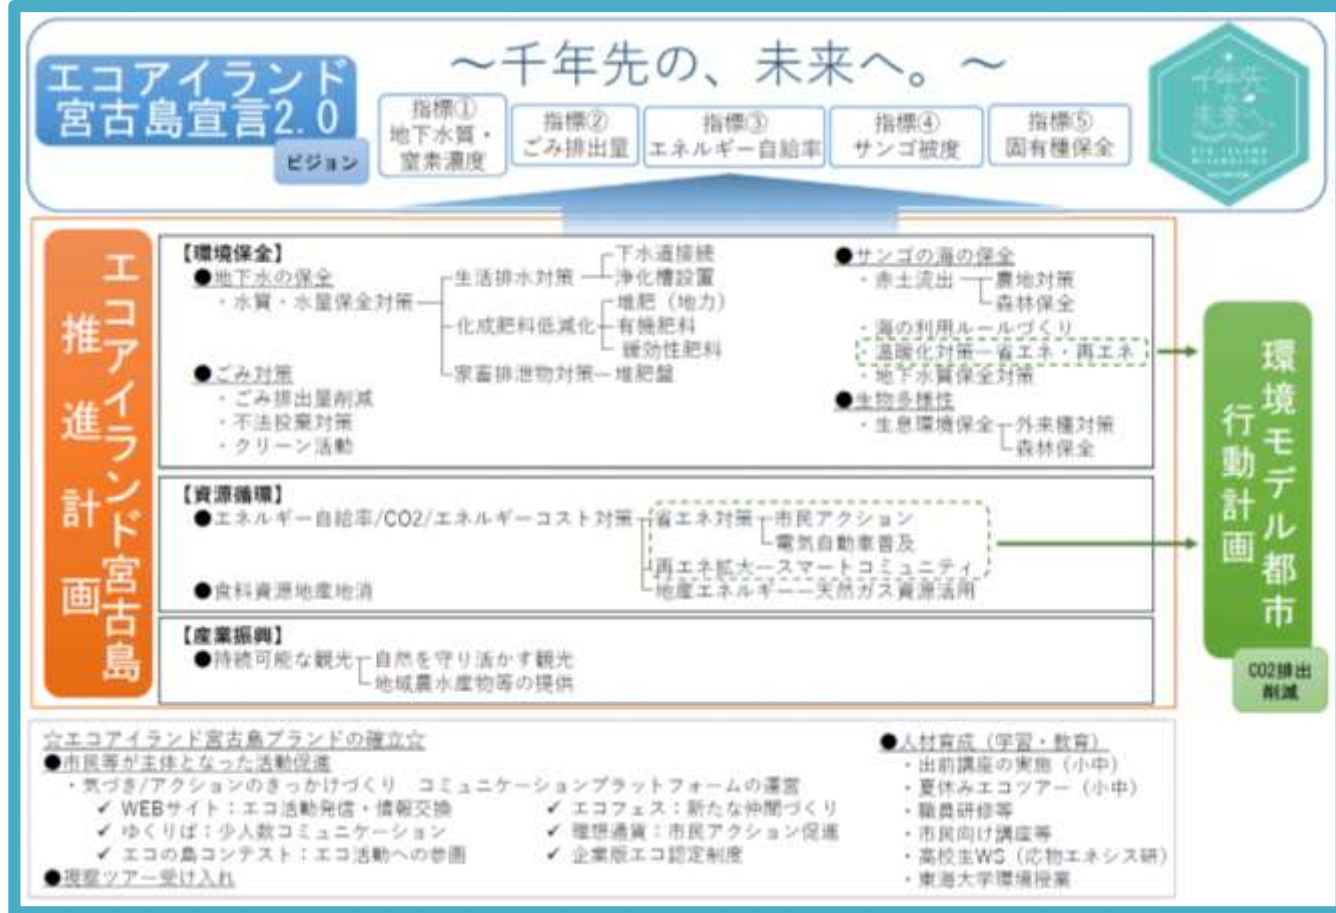 エコアイランド
宮古島宣言2.0
ビジョン
～千年先の、未来へ。～
指標①
地下水質・
窒素濃度
指標②
ごみ排出量
指標③
エネルギー自給率
指標④
サンゴ被度
指標⑤
固有種保全
千年先
未来へ
エコアイランド宮古島
推進計画
【環境保全】
●地下水の保全
・水質・水量保全対策
生活排水対策
下水道接続
浄化槽設置
化成肥料低減化
堆肥（地力）
有機肥料
緩効性肥料
家畜排泄物対策―堆肥盤
●ごみ対策
・ごみ排出量削減
・不法投棄対策
・クリーン活動
●サンゴの海の保全
・赤土流出
農地対策
森林保全
・海の利用ルールづくり
・温暖化対策―省エネ・再エネ
・地下水質保全対策
●生物多様性
・生息環境保全
外来種対策
森林保全
【資源循環】
●エネルギー自給率/CO2/エネルギーコスト対策
省エネ対策
市民アクション
電気自動車普及
再エネ拡大―スマートコミュニティ
地産エネルギー―天然ガス資源活用
●食料資源地産地消
【産業振興】
●持続可能な観光
自然を守り活かす観光
地域農水産物等の提供
環境モデル都市
行動計画
CO2排出
削減
☆エコアイランド宮古島ブランドの確立☆
●市民等が主体となった活動促進
・気づき/アクションのきっかけづくり　コミュニケーションプラットフォームの運営
✓ WEBサイト：エコ活動発信・情報交換
✓ ゆくりば：少人数コミュニケーション
✓ エコの島コンテスト：エコ活動への参画
✓ エコフェス：新たな仲間づくり
✓ 理想通貨：市民アクション促進
✓ 企業版エコ認定制度
●視察ツアー受け入れ
●人材育成（学習・教育）
・出前講座の実施（小中）
・夏休みエコツアー（小中）
・職員研修等
・市民向け講座等
・高校生WS（応物エネシス研）
・東海大学環境授業